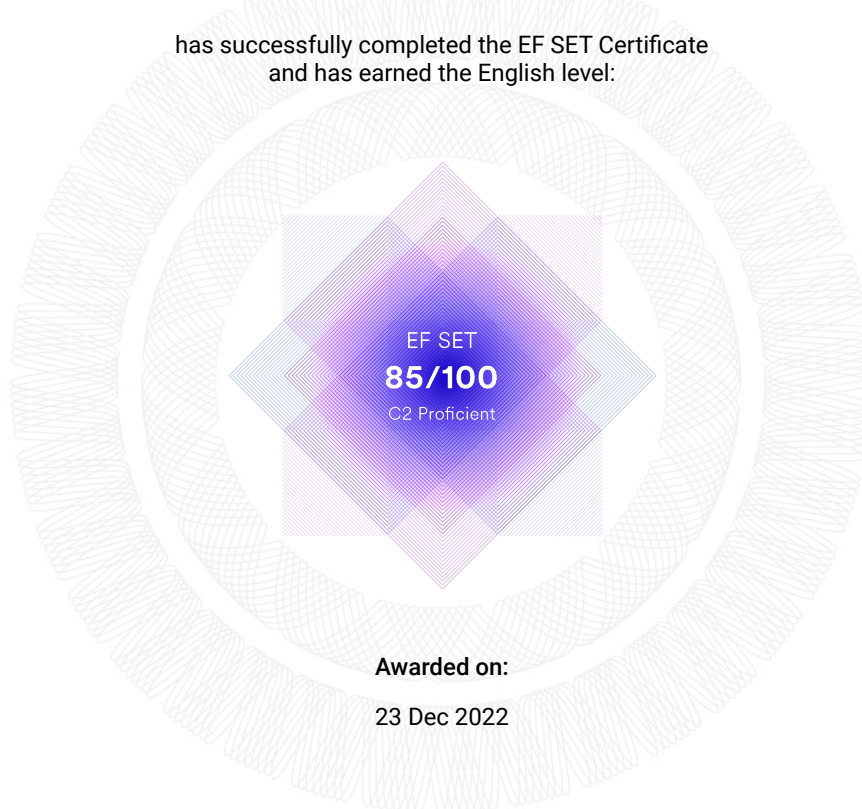 has successfully completed the EF SET Certificate
and has earned the English level:
EF SET
85/100
C2 Proficient
Awarded on:
23 Dec 2022